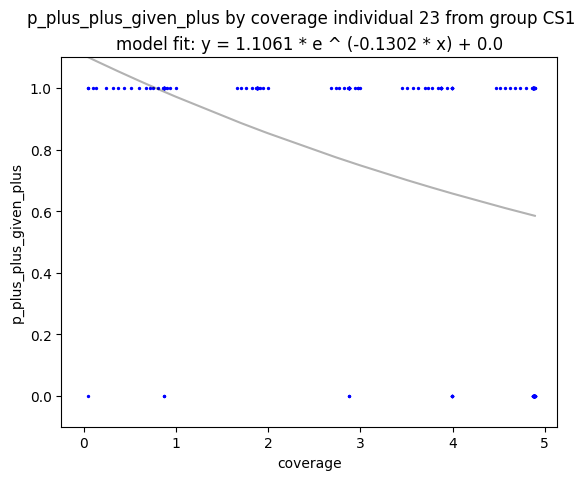 p_plus_plus_given_plus by coverage individual 23 from group CS1
model fit: y = 1.1061 * e ^ (-0.1302 * x) + 0.0
p_plus_plus_given_plus
1.0
0.8
0.6
0.4
0.2
0.0
0 1 2 3 4 5
coverage